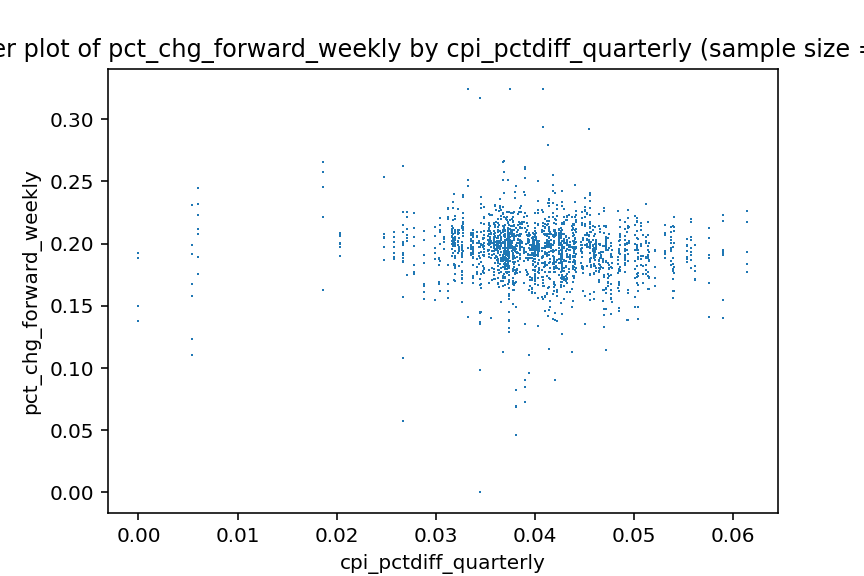 er plot of pct_chg_forward_weekly by cpi_pctdiff_quarterly (sample size =
0.30
0.25
0.20
0.15
0.10
0.05
0.00
pct_chg_forward_weekly
0.00 0.01 0.02 0.03 0.04 0.05 0.06
cpi_pctdiff_quarterly